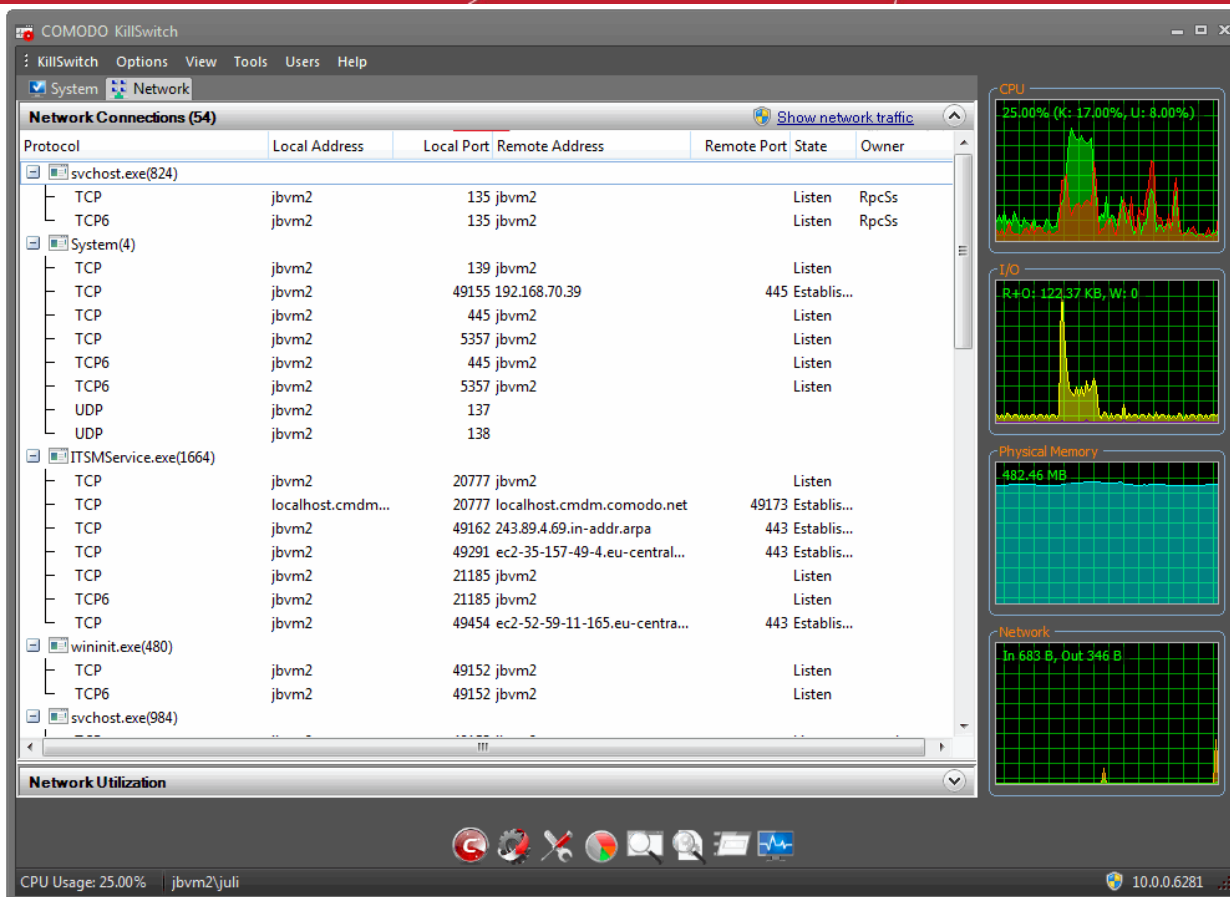 COMODO KillSwitch
KillSwitch Options View Tools Users Help
System Network
Network Connections (54) Show network traffic
Protocol Local Address Local Port Remote Address Remote Port State Owner
svchost.exe(824)
TCP jbvm2 135 jbvm2 Listen RpcSs
TCP6 jbvm2 135 jbvm2 Listen RpcSs
System(4)
TCP jbvm2 139 jbvm2 Listen
TCP jbvm2 49155 192.168.70.39 445 Establis...
TCP jbvm2 445 jbvm2 Listen
TCP jbvm2 5357 jbvm2 Listen
TCP6 jbvm2 445 jbvm2 Listen
TCP6 jbvm2 5357 jbvm2 Listen
UDP jbvm2 137
UDP jbvm2 138
ITSMService.exe(1664)
TCP jbvm2 20777 jbvm2 Listen
TCP localhost.cmdm... 20777 localhost.cmdm.comodo.net 49173 Establis...
TCP jbvm2 49162 243.89.4.69.in-addr.arpa 443 Establis...
TCP jbvm2 49291 ec2-35-157-49-4.eu-central... 443 Establis...
TCP jbvm2 21185 jbvm2 Listen
TCP6 jbvm2 21185 jbvm2 Listen
TCP jbvm2 49454 ec2-52-59-11-165.eu-centra... 443 Establis...
wininit.exe(480)
TCP jbvm2 49152 jbvm2 Listen
TCP6 jbvm2 49152 jbvm2 Listen
svchost.exe(984)
Network Utilization
CPU
25.00% (K: 17.00%, U: 8.00%)
I/O
R+O: 122.37 KB, W: 0
Physical Memory
482.46 MB
Network
In 683 B, Out 346 B
CPU Usage: 25.00% jbvm2\juli 10.0.0.6281